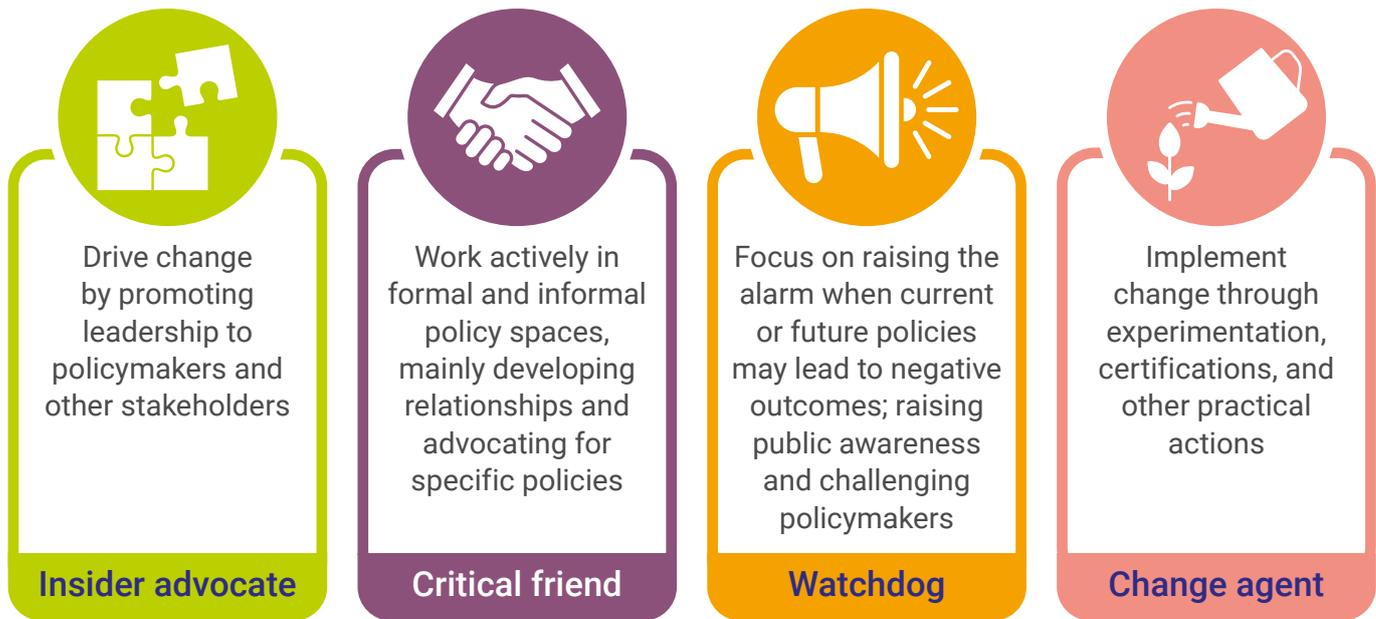 Drive change
by promoting
leadership to
policymakers and
other stakeholders
Insider advocate
Work actively in
formal and informal
policy spaces,
mainly developing
relationships and
advocating for
specific policies
Critical friend
Focus on raising the
alarm when current
or future policies
may lead to negative
outcomes; raising
public awareness
and challenging
policymakers
Watchdog
Implement
change through
experimentation,
certifications, and
other practical
actions
Change agent